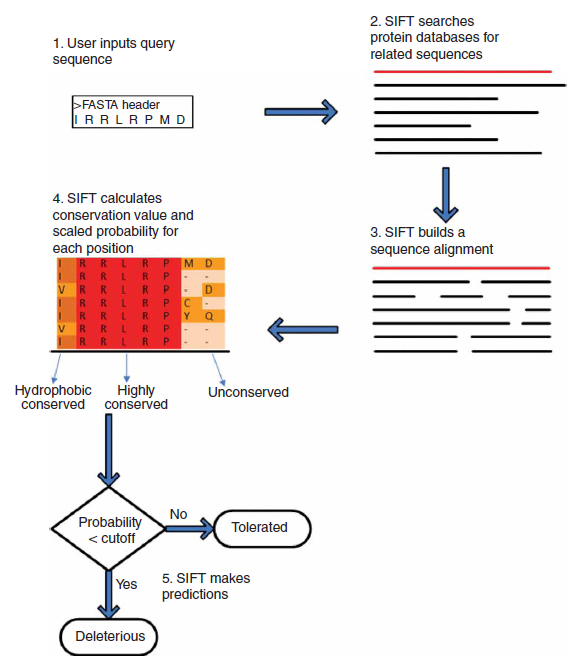 1. User inputs query
sequence
>FASTA header
I R R L R P M D
2. SIFT searches
protein databases for
related sequences
3. SIFT builds a
sequence alignment
4. SIFT calculates
conservation value and
scaled probability for
each position
I R R L R P M D
I R R L R P - -
V R R L R P - D
I R R L R P C -
I R R L R P Y Q
V R R L R P - -
I R R L R P - -
Hydrophobic
conserved
Highly
conserved
Unconserved
Probability
< cutoff
No
Tolerated
Yes
5. SIFT makes
predictions
Deleterious